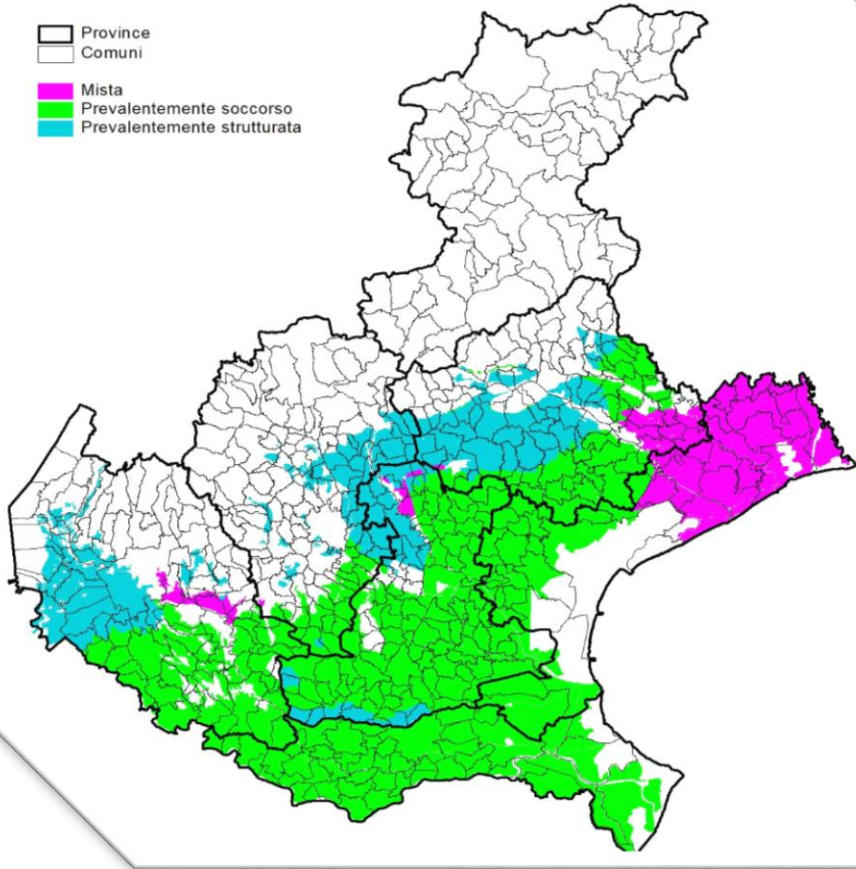 Province
Comuni
Mista
Prevalentemente soccorso
Prevalentemente strutturata